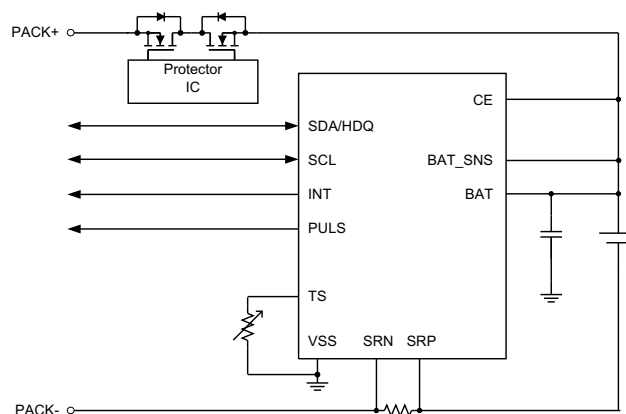 PACK+
Protector
IC
CE
SDA/HDQ
SCL
BAT_SNS
INT
BAT
PULS
TS
VSS
SRN
SRP
PACK-